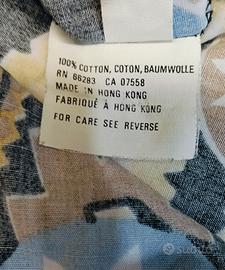 100% COTTON, COTON, BAUMWOLLE
RN 66283 CA 07558
MADE IN HONG KONG
FABRIQUÉ À HONG KONG
FOR CARE SEE REVERSE
subito